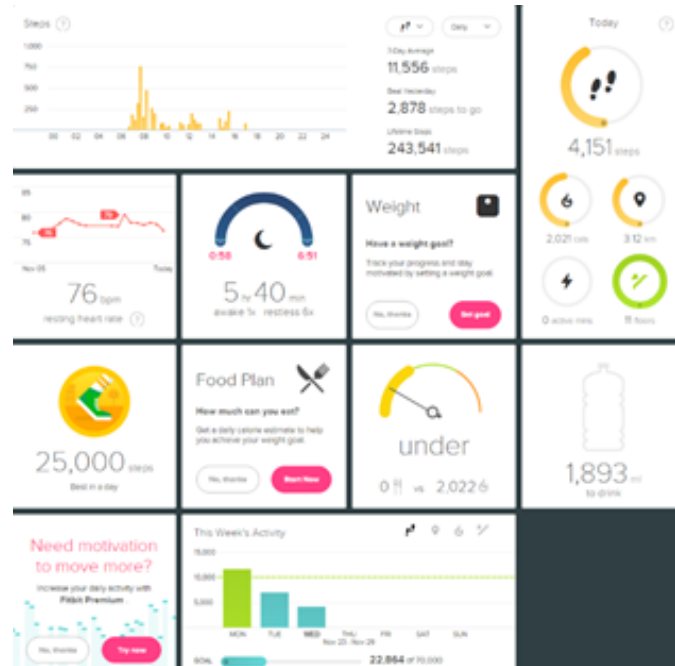 Steps ?
1,000
750
500
250
00 02 04 06 08 10 12 14 16 18 20 22 24
Daily
7-Day Average
11,556 steps
Beat Yesterday
2,878 steps to go
Lifetime Steps
243,541 steps
Today ?
4,151 steps
2,021 cals
3.12 km
0 active mins
11 floors
85
80
75
76
79
Nov 05 Today
76 bpm
resting heart rate ?
0:58 6:51
5 hr 40 min
awake 1x restless 6x
Weight
Have a weight goal?
Track your progress and stay
motivated by setting a weight goal.
No, thanks
Set goal
25,000 steps
Best in a day
Food Plan
How much can you eat?
Get a daily calorie estimate to help
you achieve your weight goal.
No, thanks
Start Now
under
0 vs 2,022
1,893 ml
to drink
Need motivation
to move more?
Increase your daily activity with
Fitbit Premium.
No, thanks
Try now
This Week's Activity
15,000
10,000
5,000
MON TUE WED THU FRI SAT SUN
Nov 23 - Nov 29
GOAL
22,864 of 70,000